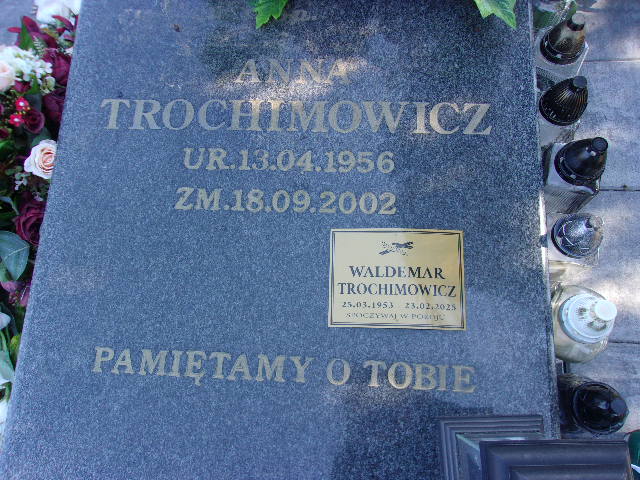 ANNA
TROCHIMOWICZ
UR.13.04.1956
ZM.18.09.2002
WALDEMAR
TROCHIMOWICZ
25.03.1953 23.02.2025
SPOCZYWAJ W POKOJU
PAMIĘTAMY O TOBIE